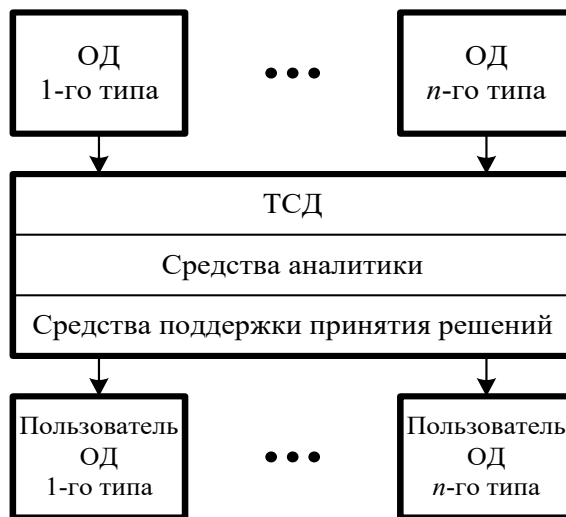 ОД
1-го типа
• • •
ОД
n-го типа
ТСД
Средства аналитики
Средства поддержки принятия решений
Пользователь
ОД
1-го типа
• • •
Пользователь
ОД
n-го типа